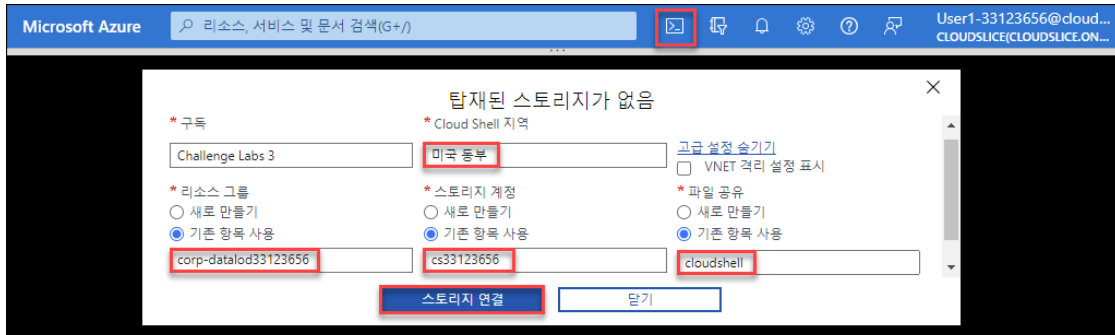 Microsoft Azure
리소스, 서비스 및 문서 검색(G+/)
User1-33123656@cloud...
CLOUDSLICE(CLOUDSLICE.ON...
탑재된 스토리지가 없음
* 구독
* Cloud Shell 지역
Challenge Labs 3
미국 동부
고급 설정 숨기기
VNET 격리 설정 표시
* 리소스 그룹
* 스토리지 계정
* 파일 공유
새로 만들기
새로 만들기
새로 만들기
기존 항목 사용
기존 항목 사용
기존 항목 사용
corp-datalod33123656
cs33123656
cloudshell
스토리지 연결
닫기